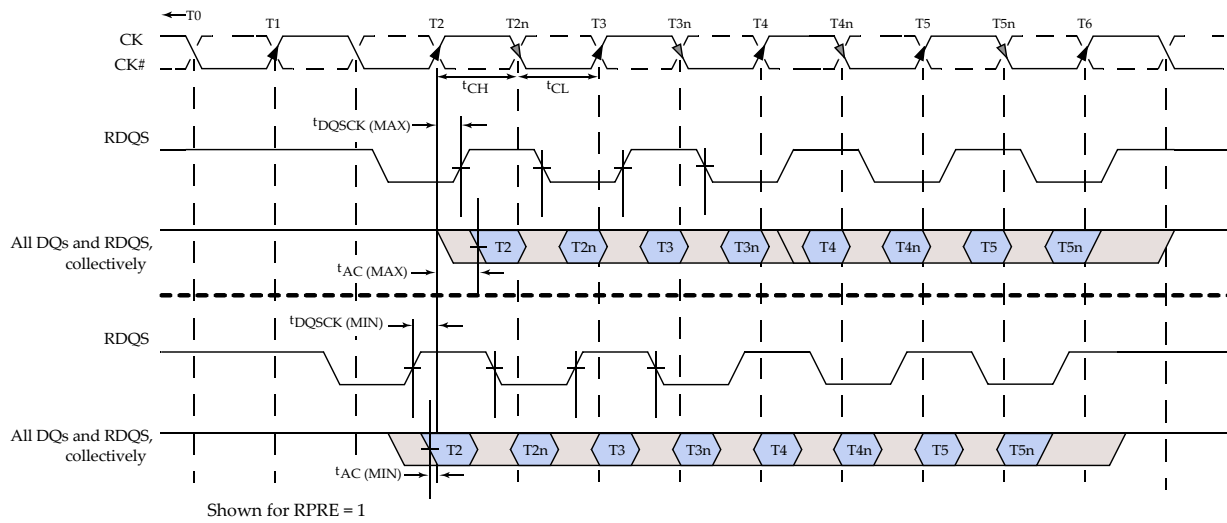 T0 T1 T2 T2n T3 T3n T4 T4n T5 T5n T6
CK
CK#
tCH tCL
tDQSCK (MAX)
RDQS
All DQs and RDQS,
collectively
T2 T2n T3 T3n T4 T4n T5 T5n
tAC (MAX)
tDQSCK (MIN)
RDQS
All DQs and RDQS,
collectively
T2 T2n T3 T3n T4 T4n T5 T5n
tAC (MIN)
Shown for RPRE = 1